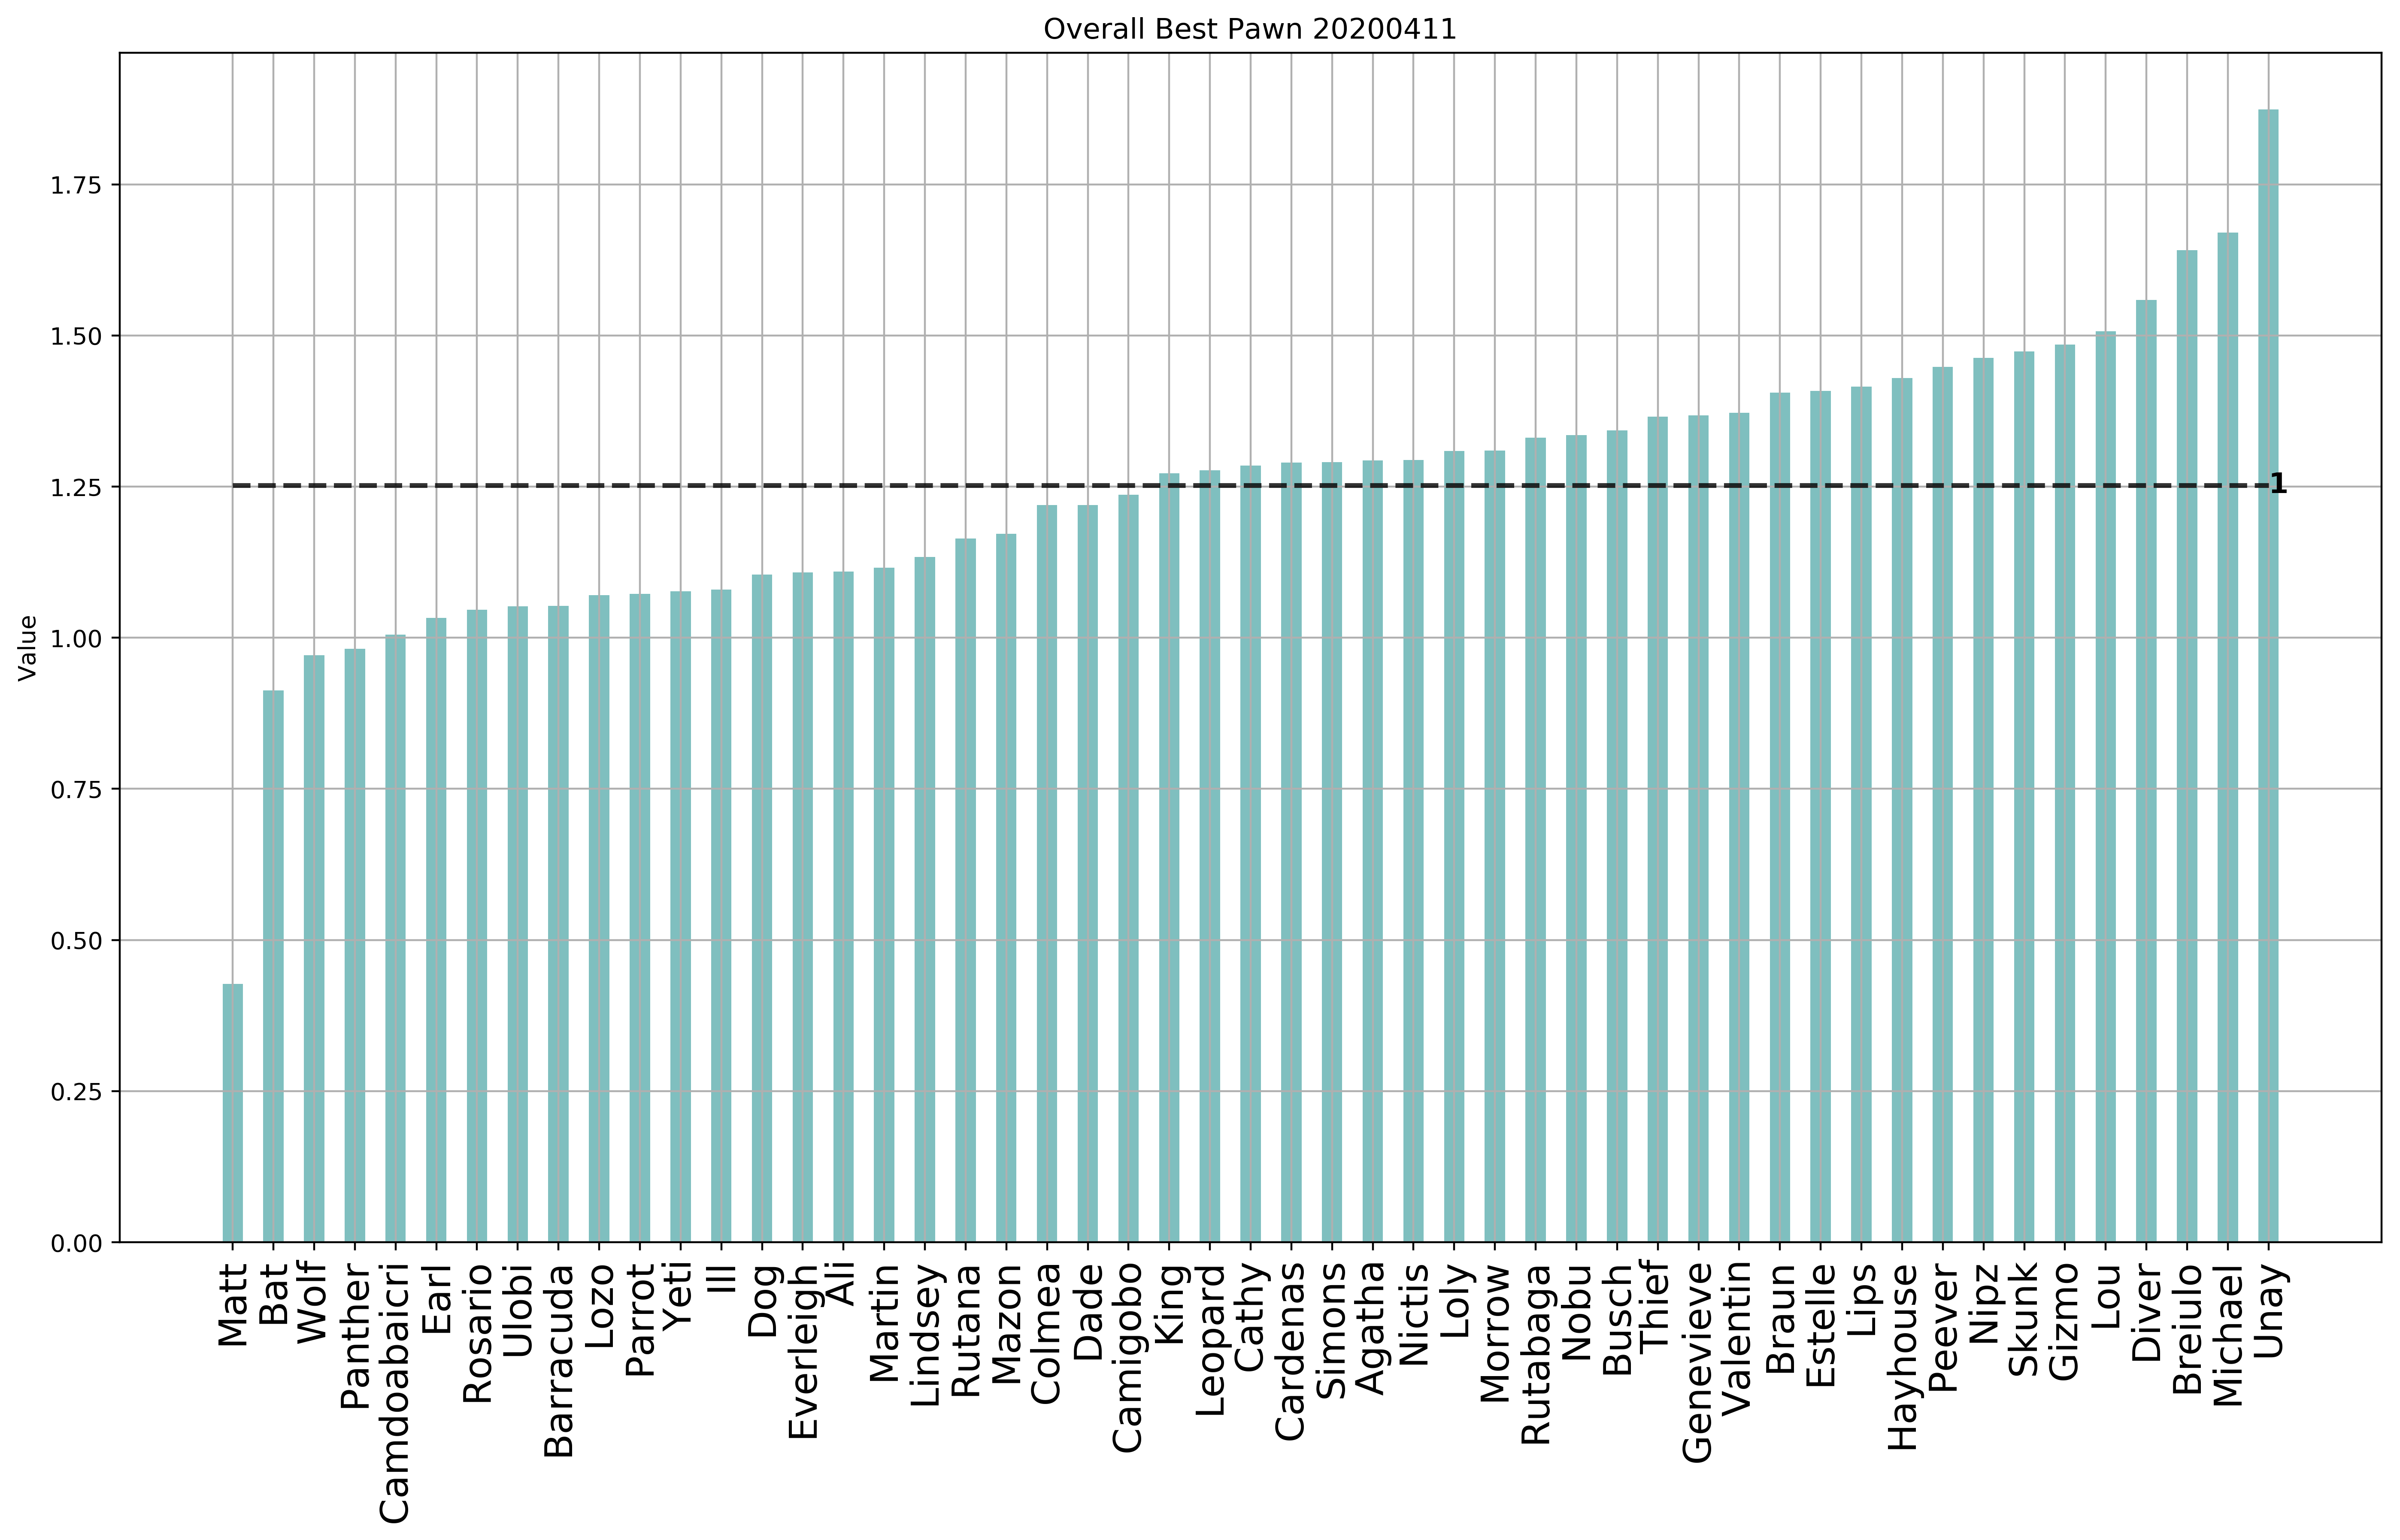 Overall Best Pawn 20200411
Value
1.75
1.50
1.25
1.00
0.75
0.50
0.25
0.00
1
Matt
Bat
Wolf
Panther
Camdoabaicri
Earl
Rosario
Ulobi
Barracuda
Lozo
Parrot
Yeti
Illl
Dog
Everleigh
Ali
Martin
Lindsey
Rutana
Mazon
Colmea
Dade
Camigobo
King
Leopard
Cathy
Cardenas
Simons
Agatha
Nictis
Loly
Morrow
Rutabaga
Nobu
Busch
Thief
Genevieve
Valentin
Braun
Estelle
Lips
Hayhouse
Peever
Nipz
Skunk
Gizmo
Lou
Diver
Breiulo
Michael
Unay